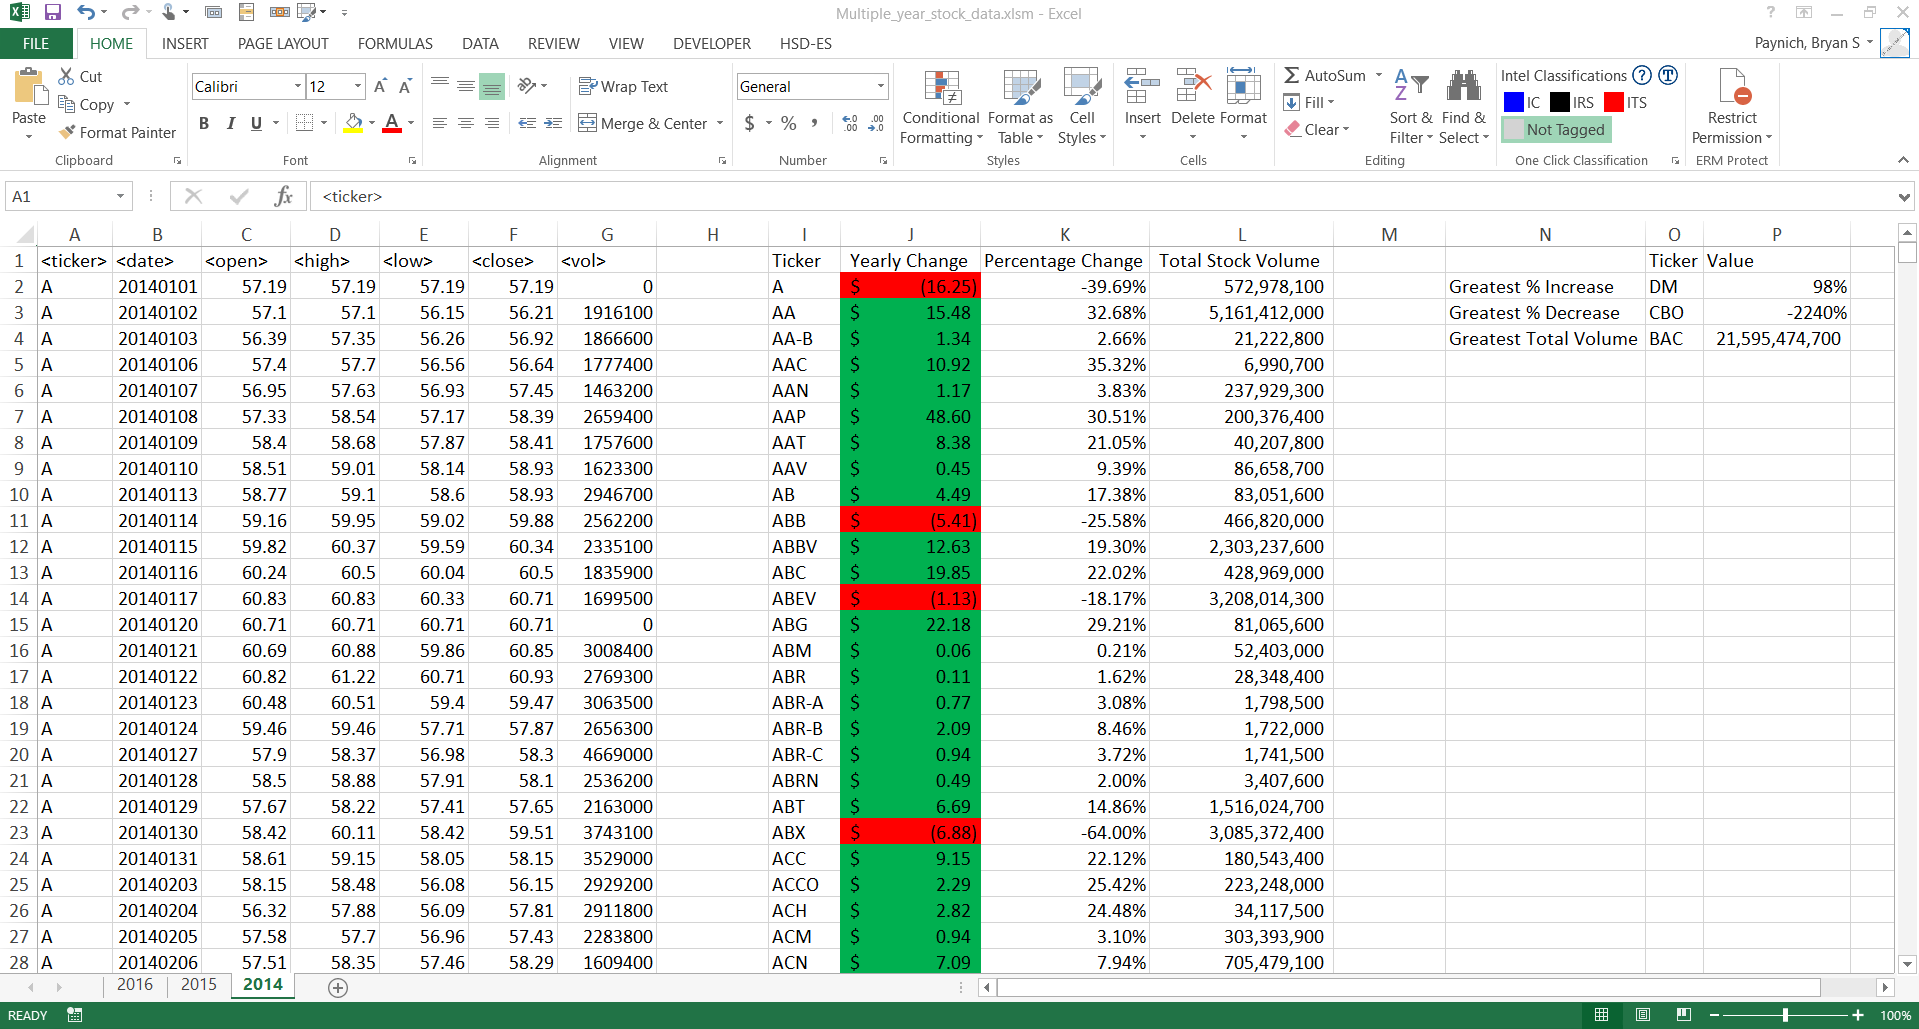 Multiple_year_stock_data.xlsm - Excel
FILE HOME INSERT PAGE LAYOUT FORMULAS DATA REVIEW VIEW DEVELOPER HSD-ES Paynich, Bryan S
Paste Cut Copy Format Painter
Clipboard
Calibri 12 A A
B I U A
Font
Wrap Text
Merge & Center
Alignment
General
$ % ,
Number
Conditional Formatting Format as Table Cell Styles
Styles
Insert Delete Format
Cells
AutoSum Fill Clear Sort & Filter Find & Select
Editing
Intel Classifications
IC IRS ITS
Not Tagged
One Click Classification
Restrict Permission
ERM Protect
A1 fx <ticker>
A B C D E F G H I J K L M N O P
1 <ticker> <date> <open> <high> <low> <close> <vol> Ticker Yearly Change Percentage Change Total Stock Volume Ticker Value
2 A 20140101 57.19 57.19 57.19 57.19 0 A $ (16.25) -39.69% 572,978,100 Greatest % Increase DM 98%
3 A 20140102 57.1 57.1 56.15 56.21 1916100 AA $ 15.48 32.68% 5,161,412,000 Greatest % Decrease CBO -2240%
4 A 20140103 56.39 57.35 56.26 56.92 1866600 AA-B $ 1.34 2.66% 21,222,800 Greatest Total Volume BAC 21,595,474,700
5 A 20140106 57.4 57.7 56.56 56.64 1777400 AAC $ 10.92 35.32% 6,990,700
6 A 20140107 56.95 57.63 56.93 57.45 1463200 AAN $ 1.17 3.83% 237,929,300
7 A 20140108 57.33 58.54 57.17 58.39 2659400 AAP $ 48.60 30.51% 200,376,400
8 A 20140109 58.4 58.68 57.87 58.41 1757600 AAT $ 8.38 21.05% 40,207,800
9 A 20140110 58.51 59.01 58.14 58.93 1623300 AAV $ 0.45 9.39% 86,658,700
10 A 20140113 58.77 59.1 58.6 58.93 2946700 AB $ 4.49 17.38% 83,051,600
11 A 20140114 59.16 59.95 59.02 59.88 2562200 ABB $ (5.41) -25.58% 466,820,000
12 A 20140115 59.82 60.37 59.59 60.34 2335100 ABBV $ 12.63 19.30% 2,303,237,600
13 A 20140116 60.24 60.5 60.04 60.5 1835900 ABC $ 19.85 22.02% 428,969,000
14 A 20140117 60.83 60.83 60.33 60.71 1699500 ABEV $ (1.13) -18.17% 3,208,014,300
15 A 20140120 60.71 60.71 60.71 60.71 0 ABG $ 22.18 29.21% 81,065,600
16 A 20140121 60.69 60.88 59.86 60.85 3008400 ABM $ 0.06 0.21% 52,403,000
17 A 20140122 60.82 61.22 60.71 60.93 2769300 ABR $ 0.11 1.62% 28,348,400
18 A 20140123 60.48 60.51 59.4 59.47 3063500 ABR-A $ 0.77 3.08% 1,798,500
19 A 20140124 59.46 59.46 57.71 57.87 2656300 ABR-B $ 2.09 8.46% 1,722,000
20 A 20140127 57.9 58.37 56.98 58.3 4669000 ABR-C $ 0.94 3.72% 1,741,500
21 A 20140128 58.5 58.88 57.91 58.1 2536200 ABRN $ 0.49 2.00% 3,407,600
22 A 20140129 57.67 58.22 57.41 57.65 2163000 ABT $ 6.69 14.86% 1,516,024,700
23 A 20140130 58.42 60.11 58.42 59.51 3743100 ABX $ (6.88) -64.00% 3,085,372,400
24 A 20140131 58.61 59.15 58.05 58.15 3529000 ACC $ 9.15 22.12% 180,543,400
25 A 20140203 58.15 58.48 56.08 56.15 2929200 ACCO $ 2.29 25.42% 223,248,000
26 A 20140204 56.32 57.88 56.09 57.81 2911800 ACH $ 2.82 24.48% 34,117,500
27 A 20140205 57.58 57.7 56.96 57.43 2283800 ACM $ 0.94 3.10% 303,393,900
28 A 20140206 57.51 58.35 57.46 58.29 1609400 ACN $ 7.09 7.94% 705,479,100
2016 2015 2014
READY 100%